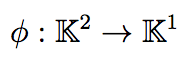 ϕ : 𝕂² → 𝕂¹